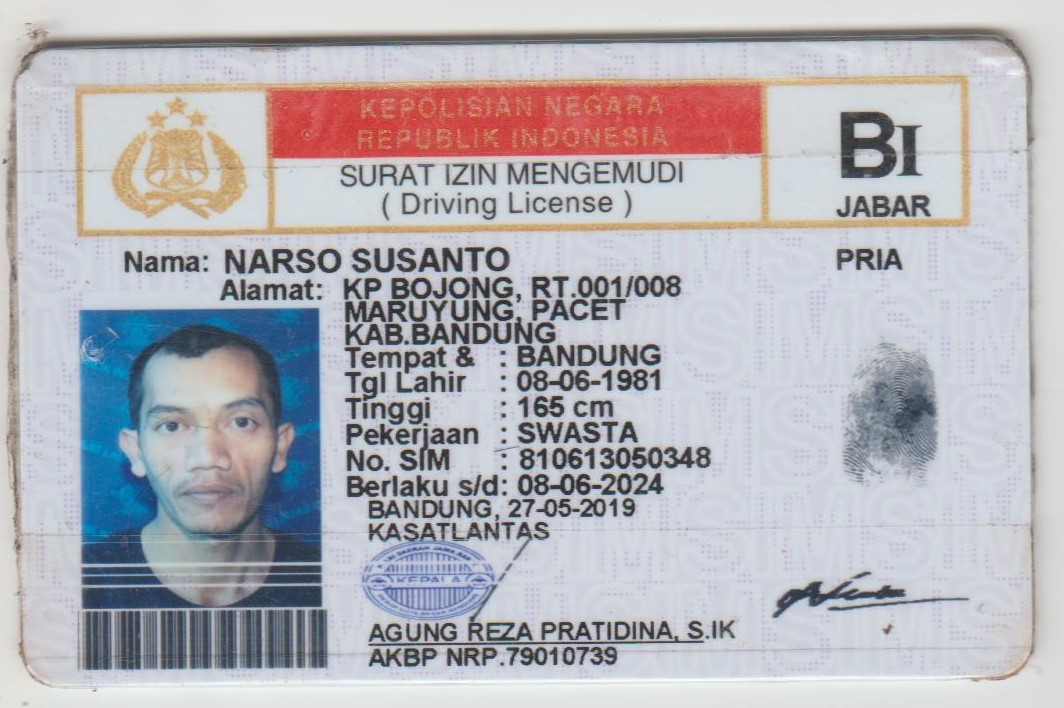 KEPOLISIAN NEGARA
REPUBLIK INDONESIA
SURAT IZIN MENGEMUDI
( Driving License )
BI
JABAR
Nama: NARSO SUSANTO
PRIA
Alamat: KP BOJONG, RT.001/008
MARUYUNG, PACET
KAB.BANDUNG
Tempat & : BANDUNG
Tgl Lahir : 08-06-1981
Tinggi : 165 cm
Pekerjaan : SWASTA
No. SIM : 810613050348
Berlaku s/d: 08-06-2024
BANDUNG, 27-05-2019
KASATLANTAS
KEPALA
AGUNG REZA PRATIDINA, S.IK
AKBP NRP.79010739